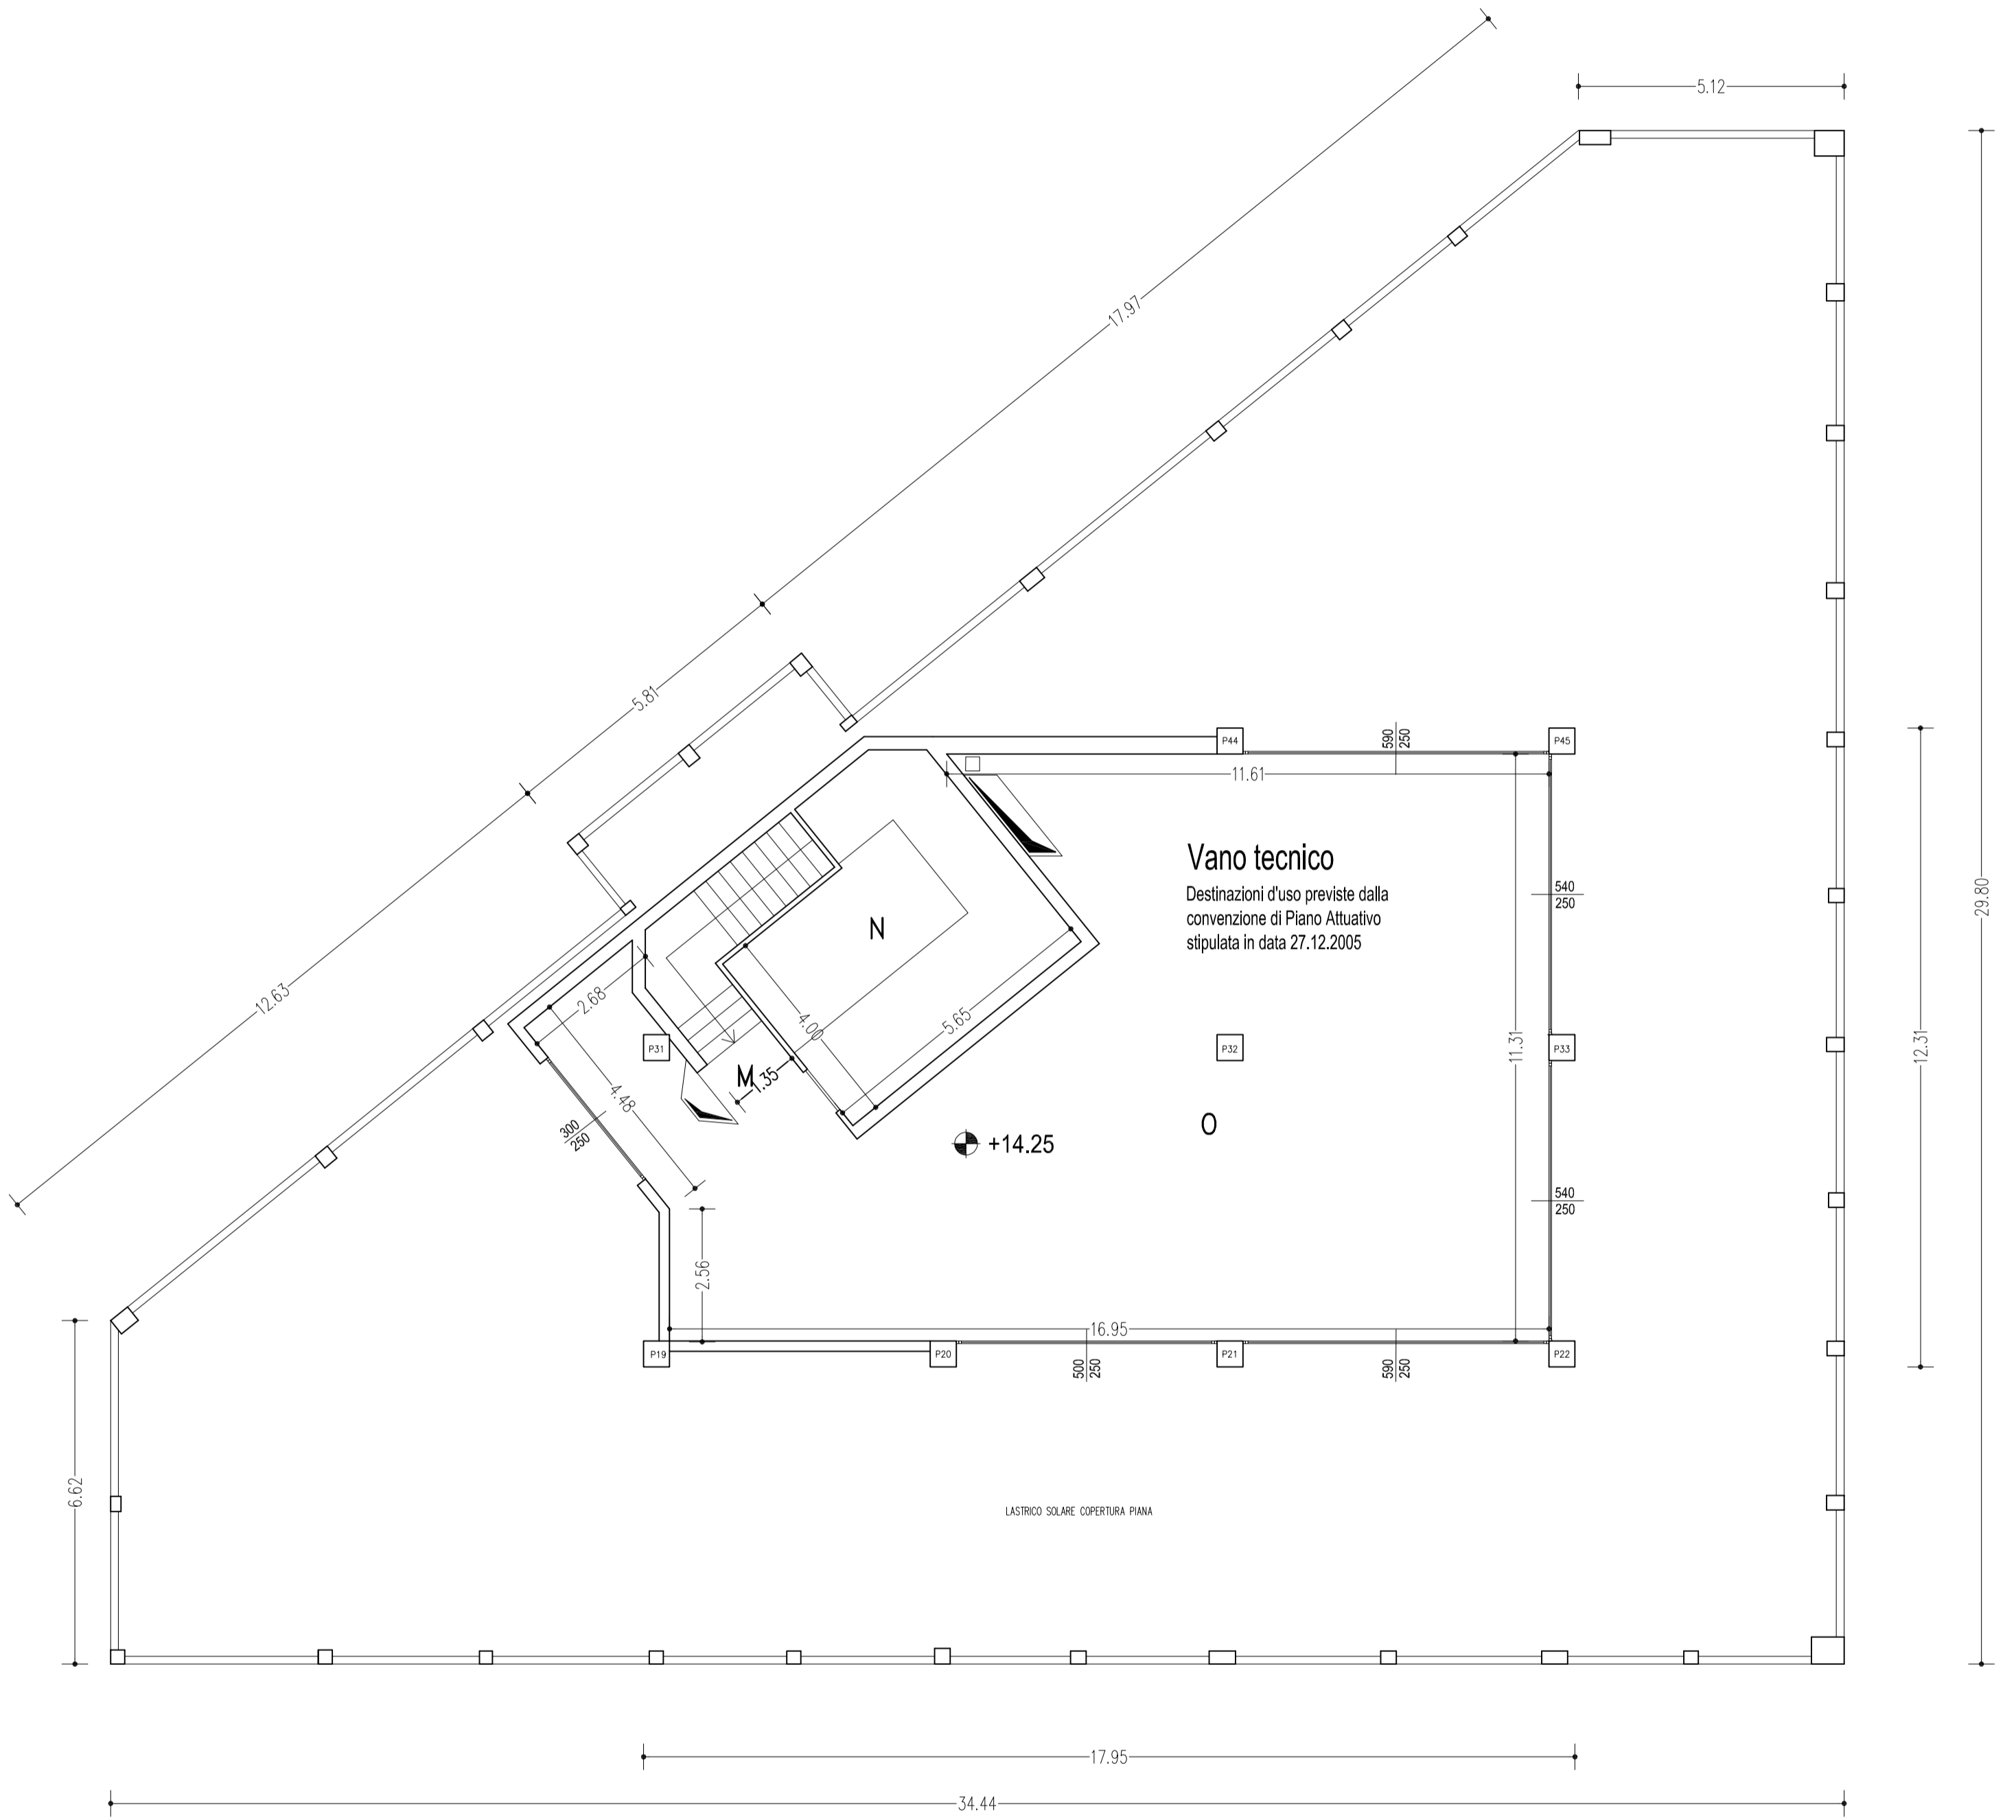 5.12
17.97
5.81
12.63
P44
590
250
P45
11.61
Vano tecnico
Destinazioni d'uso previste dalla
convenzione di Piano Attuativo
stipulata in data 27.12.2005
540
250
29.80
N
2.68
4.00
5.65
P31
P32
11.31
P33
12.31
M
1.35
4.48
300
250
O
+14.25
540
250
2.56
16.95
P19
P20
500
250
P21
590
250
P22
6.62
LASTRICO SOLARE COPERTURA PIANA
17.95
34.44